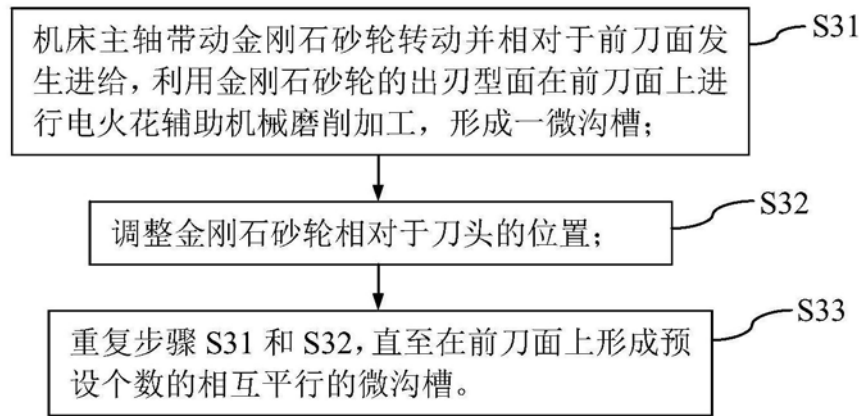 机床主轴带动金刚石砂轮转动并相对于前刀面发
生进给，利用金刚石砂轮的出刃型面在前刀面上进
行电火花辅助机械磨削加工，形成一微沟槽；
S31
调整金刚石砂轮相对于刀头的位置；
S32
重复步骤 S31 和 S32，直至在前刀面上形成预
设个数的相互平行的微沟槽。
S33